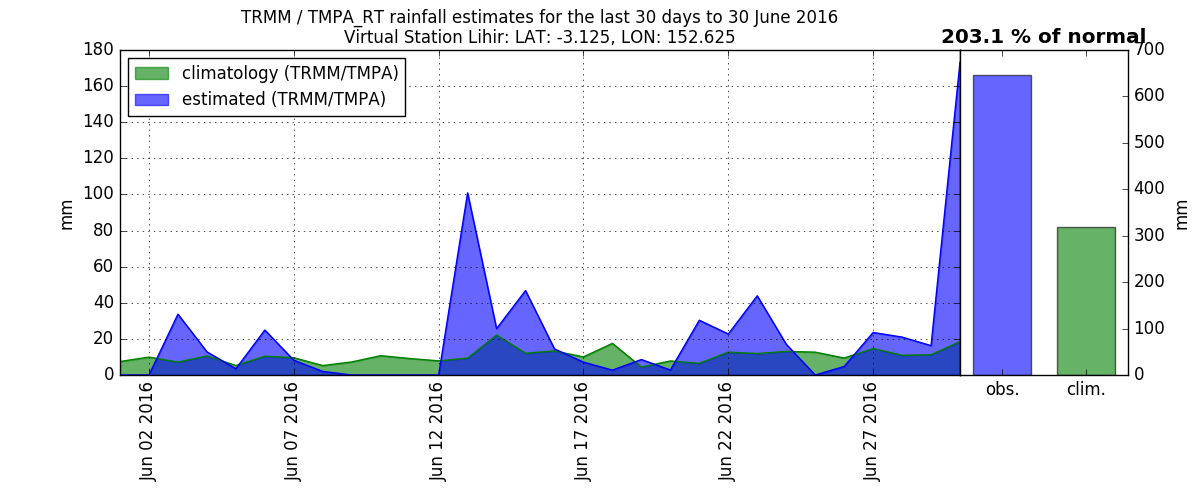 TRMM / TMPA_RT rainfall estimates for the last 30 days to 30 June 2016
Virtual Station Lihir: LAT: -3.125, LON: 152.625
203.1 % of normal
climatology (TRMM/TMPA)
estimated (TRMM/TMPA)
180
160
140
120
100
80
60
40
20
0
mm
Jun 02 2016
Jun 07 2016
Jun 12 2016
Jun 17 2016
Jun 22 2016
Jun 27 2016
obs.
clim.
700
600
500
400
300
200
100
0
mm